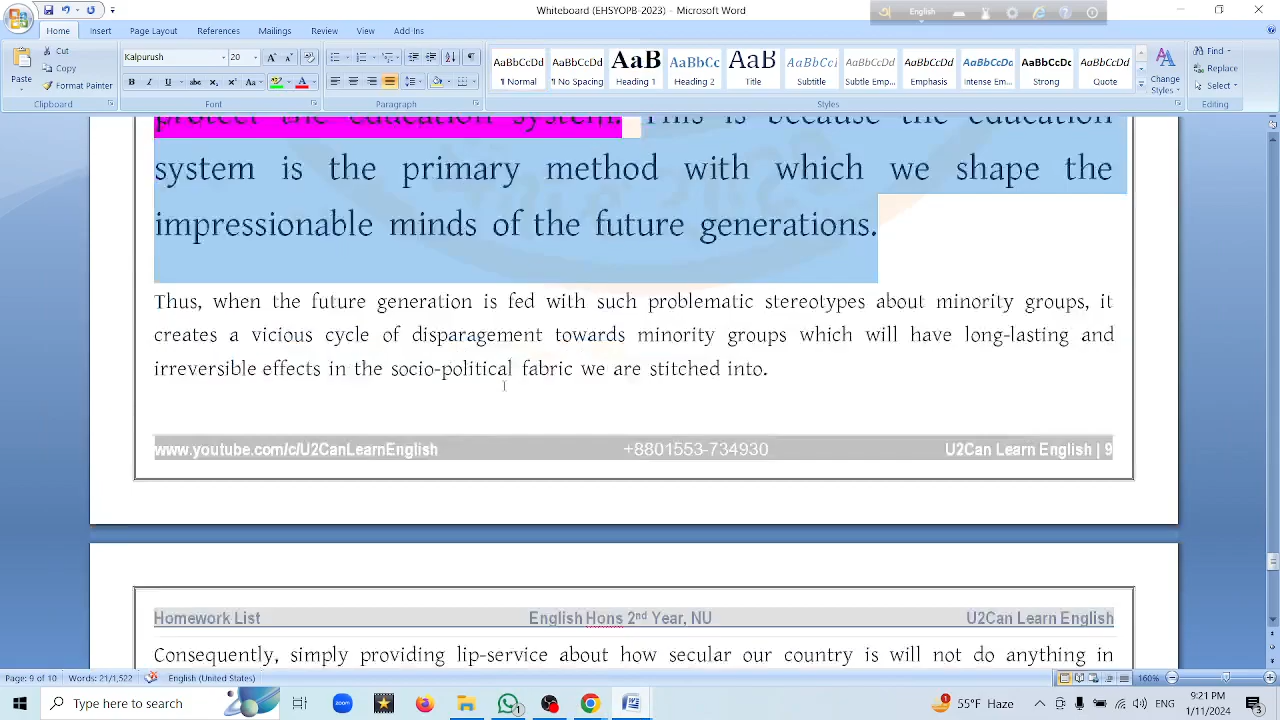 Whiteboard (EHSYOPB-2023) - Microsoft Word
English
Home Insert Page Layout References Mailings Review View Add-Ins
Paste
Cut
Copy
Format Painter
Clipboard
Kalpurush 20
Font
Paragraph
AaBbCcDd AaBbCcDd AaB AaBbCc AaB AaBbCcI AaBbCcDd AaBbCcDd AaBbCcDd AaBbCcDc AaBbCcDd
¶ Normal ¶ No Spacing Heading 1 Heading 2 Title Subtitle Subtle Emp... Emphasis Intense Em... Strong Quote
Change Styles
Styles
Find
Replace
Select
Editing
protect the education system. This is because the education
system is the primary method with which we shape the
impressionable minds of the future generations.
Thus, when the future generation is fed with such problematic stereotypes about minority groups, it
creates a vicious cycle of disparagement towards minority groups which will have long-lasting and
irreversible effects in the socio-political fabric we are stitched into.
www.youtube.com/c/U2CanLearnEnglish +8801553-734930 U2Can Learn English | 9
Homework List English Hons 2nd Year, NU U2Can Learn English
Consequently, simply providing lip-service about how secular our country is will not do anything in
Page: 9 of 10 Words: 21/1,522 English (United States) 160%
Type here to search
55°F Haze
ENG
9:21 PM
1/11/2024